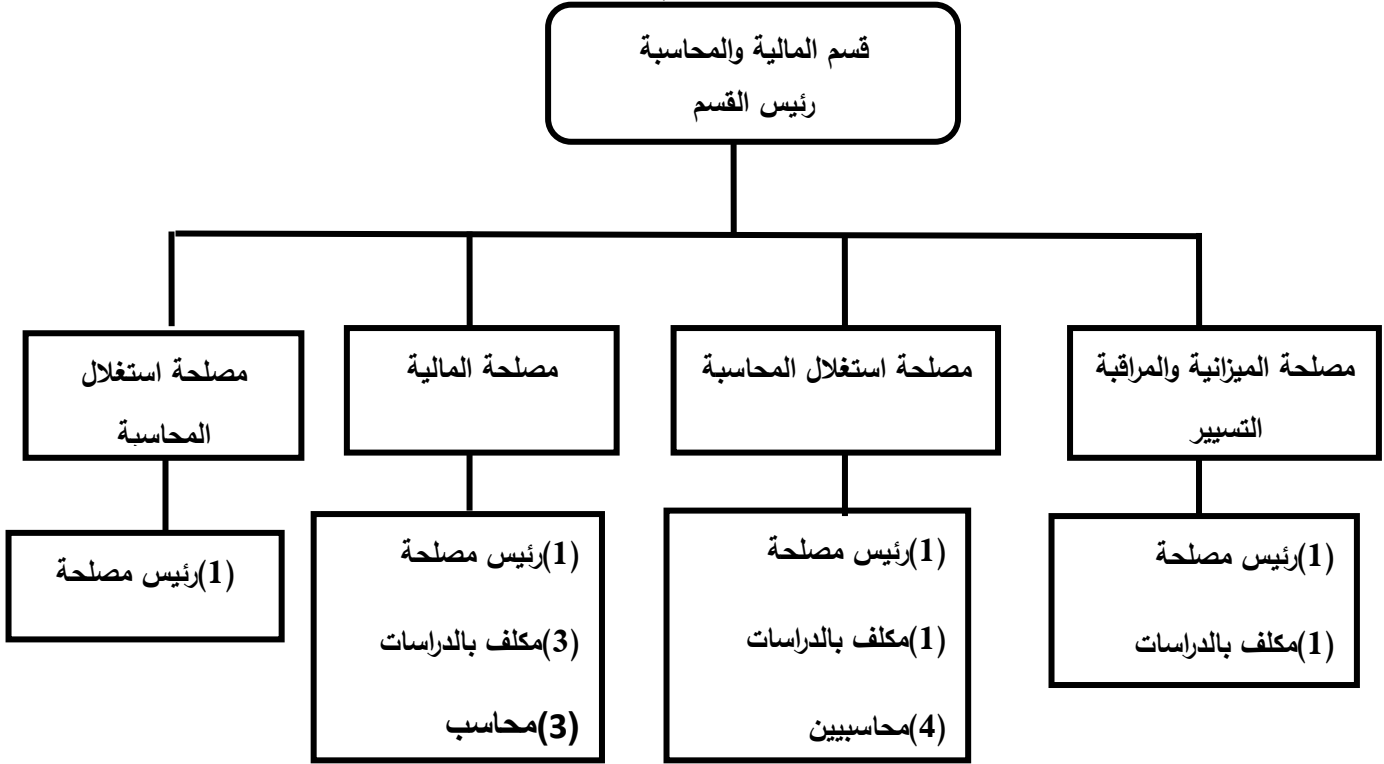 قسم المالية والمحاسبة
رئيس القسم
مصلحة الميزانية والمراقبة
التسيير
مصلحة استغلال المحاسبة
مصلحة المالية
مصلحة استغلال
المحاسبة
(1)رئيس مصلحة
(1)مكلف بالدراسات
(1)رئيس مصلحة
(1)مكلف بالدراسات
(4)محاسبيين
(1)رئيس مصلحة
(3)مكلف بالدراسات
(3)محاسب
(1)رئيس مصلحة